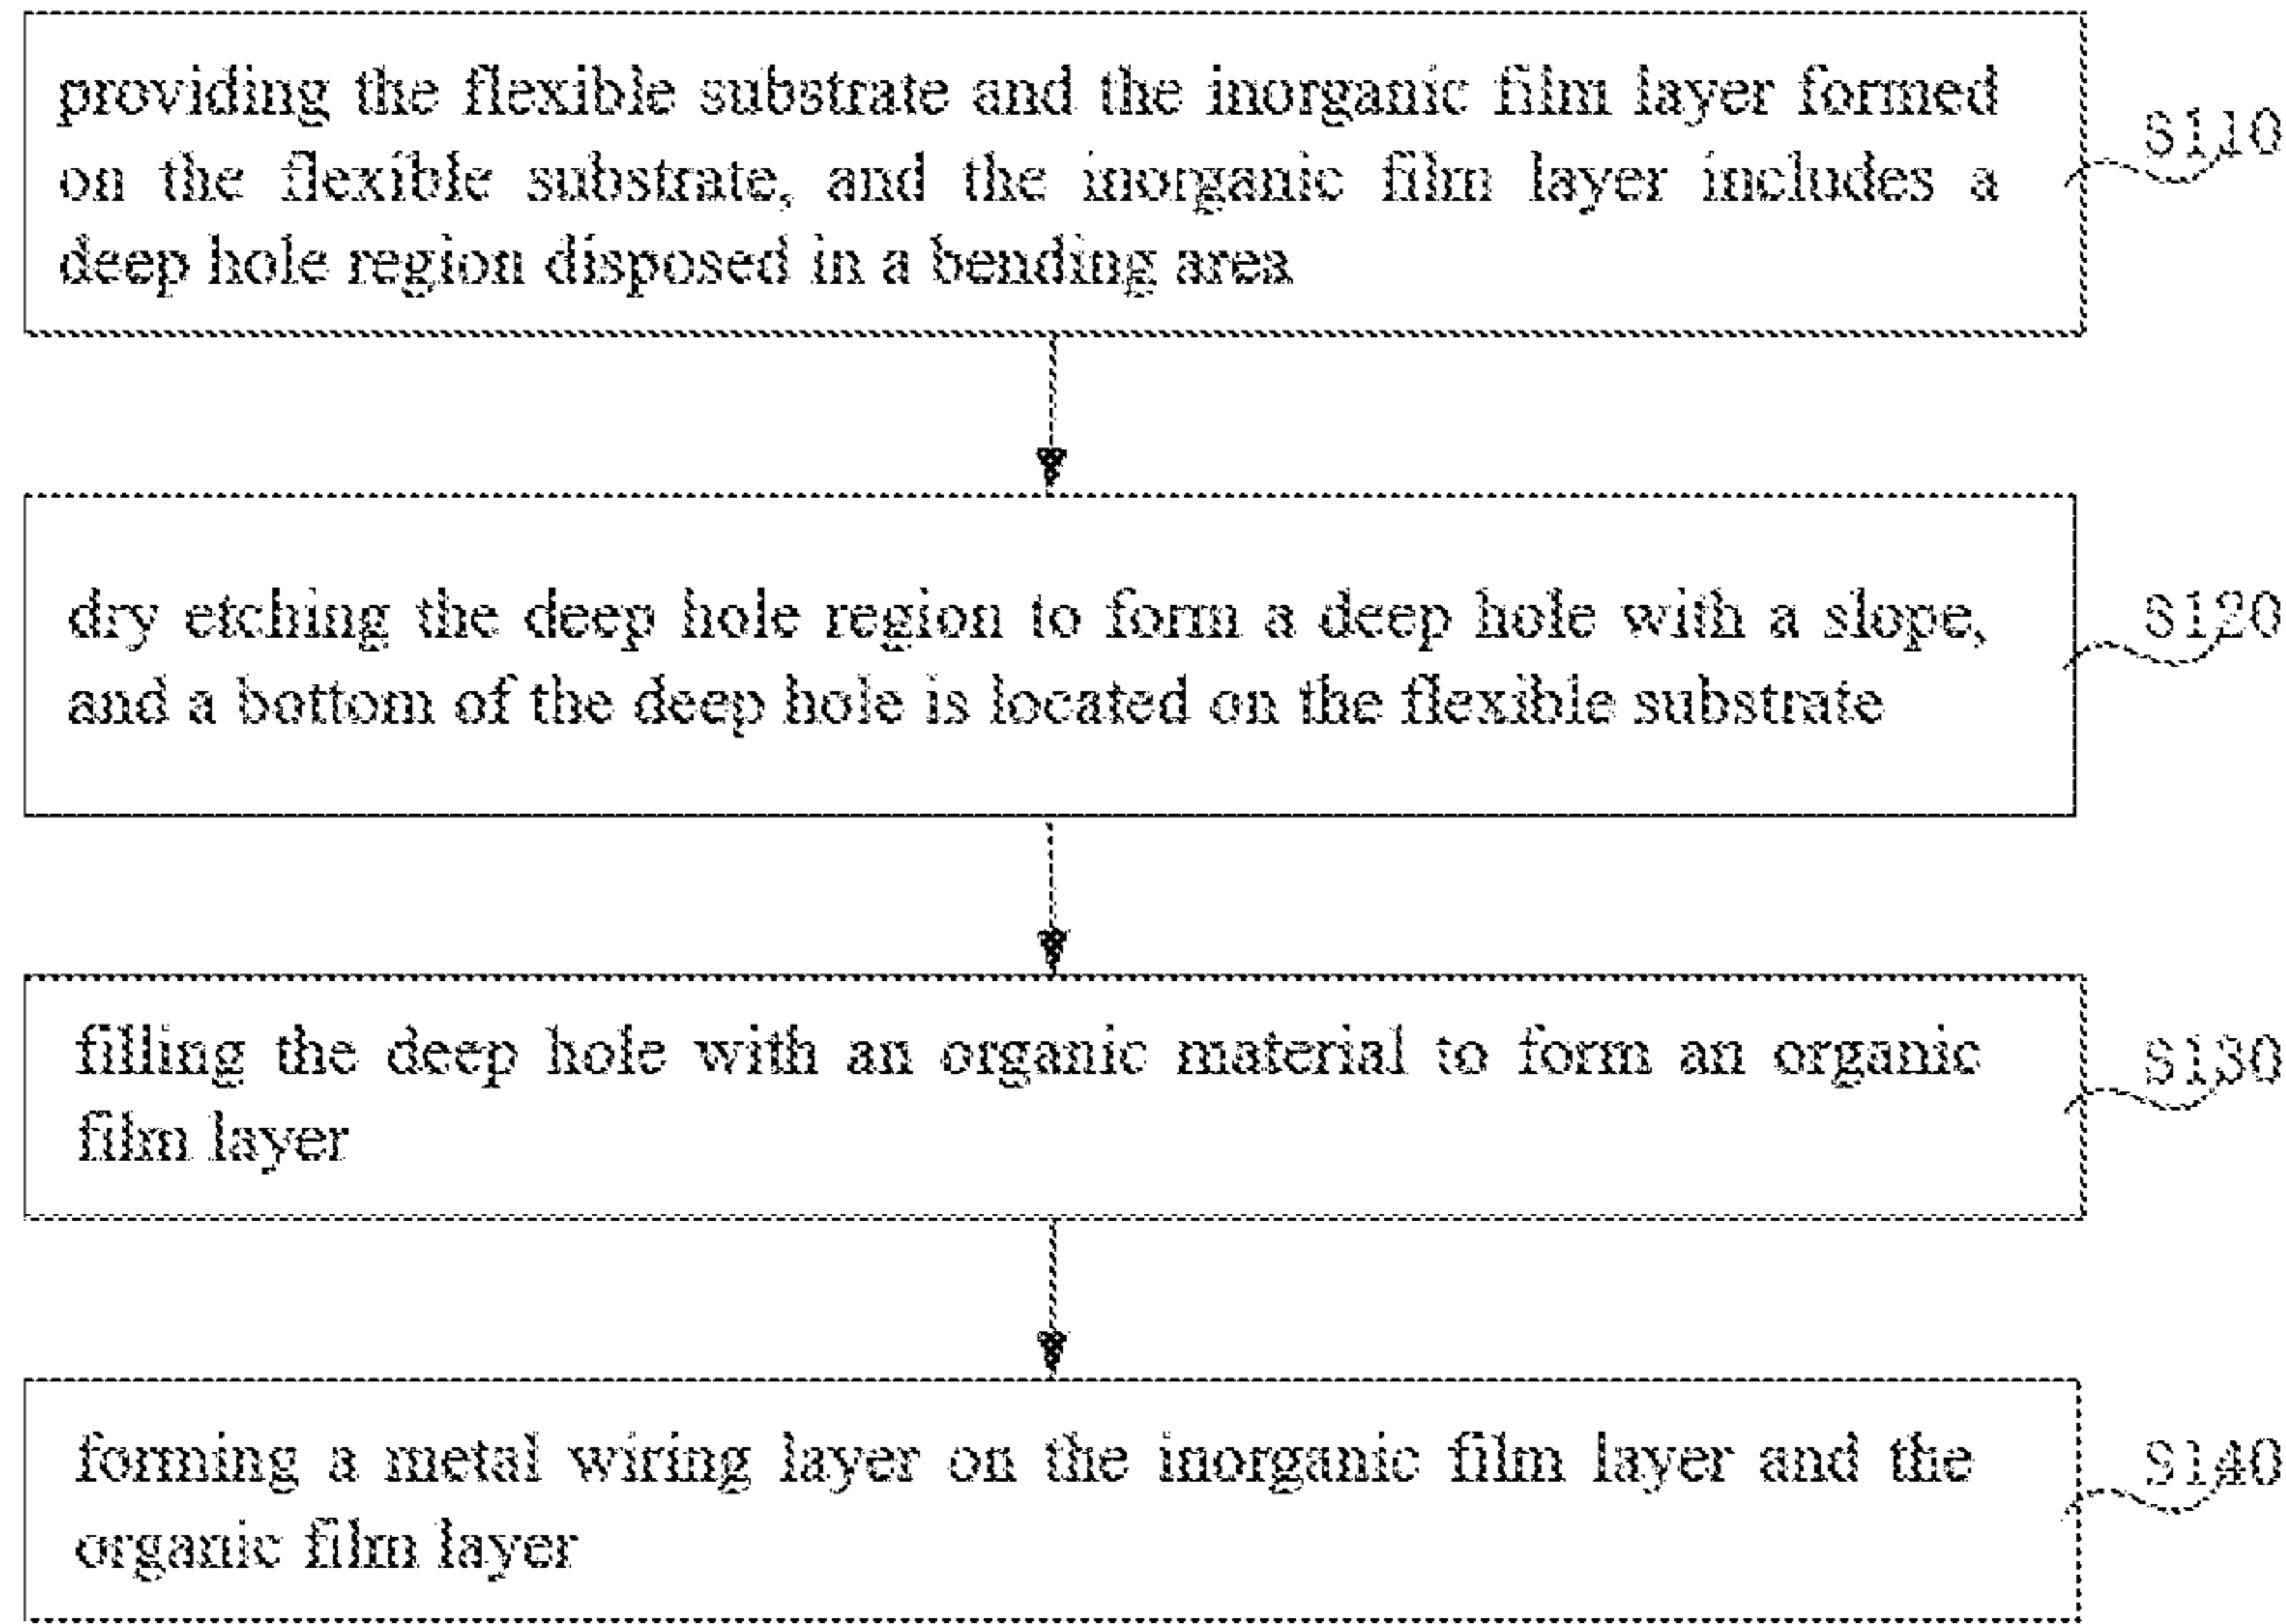 providing the flexible substrate and the inorganic film layer formed
on the flexible substrate, and the inorganic film layer includes a
deep hole region disposed in a bending area
S110
dry etching the deep hole region to form a deep hole with a slope,
and a bottom of the deep hole is located on the flexible substrate
S120
filling the deep hole with an organic material to form an organic
film layer
S130
forming a metal wiring layer on the inorganic film layer and the
organic film layer
S140